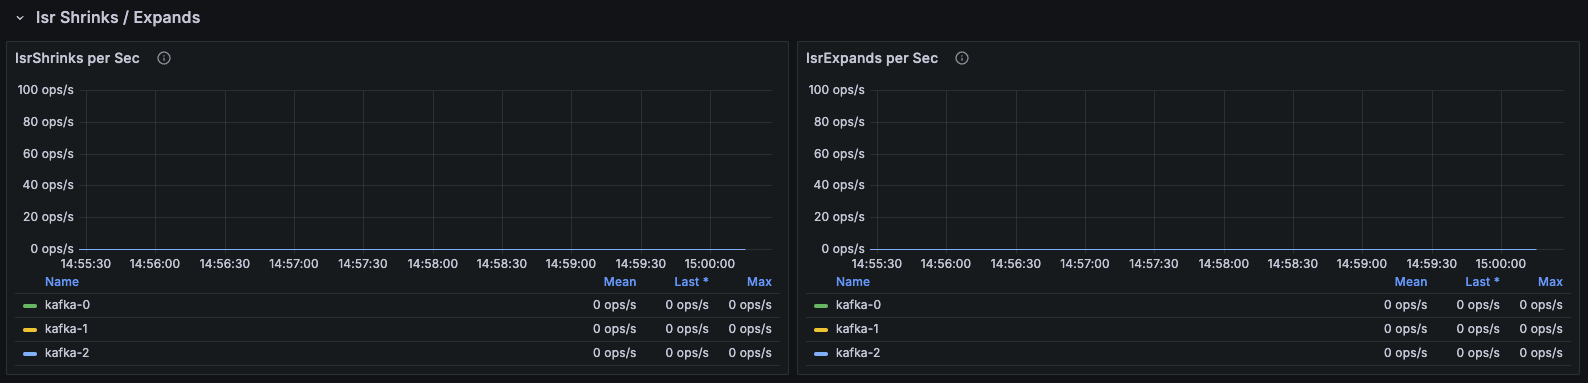 Isr Shrinks / Expands
IsrShrinks per Sec
100 ops/s
80 ops/s
60 ops/s
40 ops/s
20 ops/s
0 ops/s
14:55:30 14:56:00 14:56:30 14:57:00 14:57:30 14:58:00 14:58:30 14:59:00 14:59:30 15:00:00
Name Mean Last * Max
kafka-0 0 ops/s 0 ops/s 0 ops/s
kafka-1 0 ops/s 0 ops/s 0 ops/s
kafka-2 0 ops/s 0 ops/s 0 ops/s
IsrExpands per Sec
100 ops/s
80 ops/s
60 ops/s
40 ops/s
20 ops/s
0 ops/s
14:55:30 14:56:00 14:56:30 14:57:00 14:57:30 14:58:00 14:58:30 14:59:00 14:59:30 15:00:00
Name Mean Last * Max
kafka-0 0 ops/s 0 ops/s 0 ops/s
kafka-1 0 ops/s 0 ops/s 0 ops/s
kafka-2 0 ops/s 0 ops/s 0 ops/s